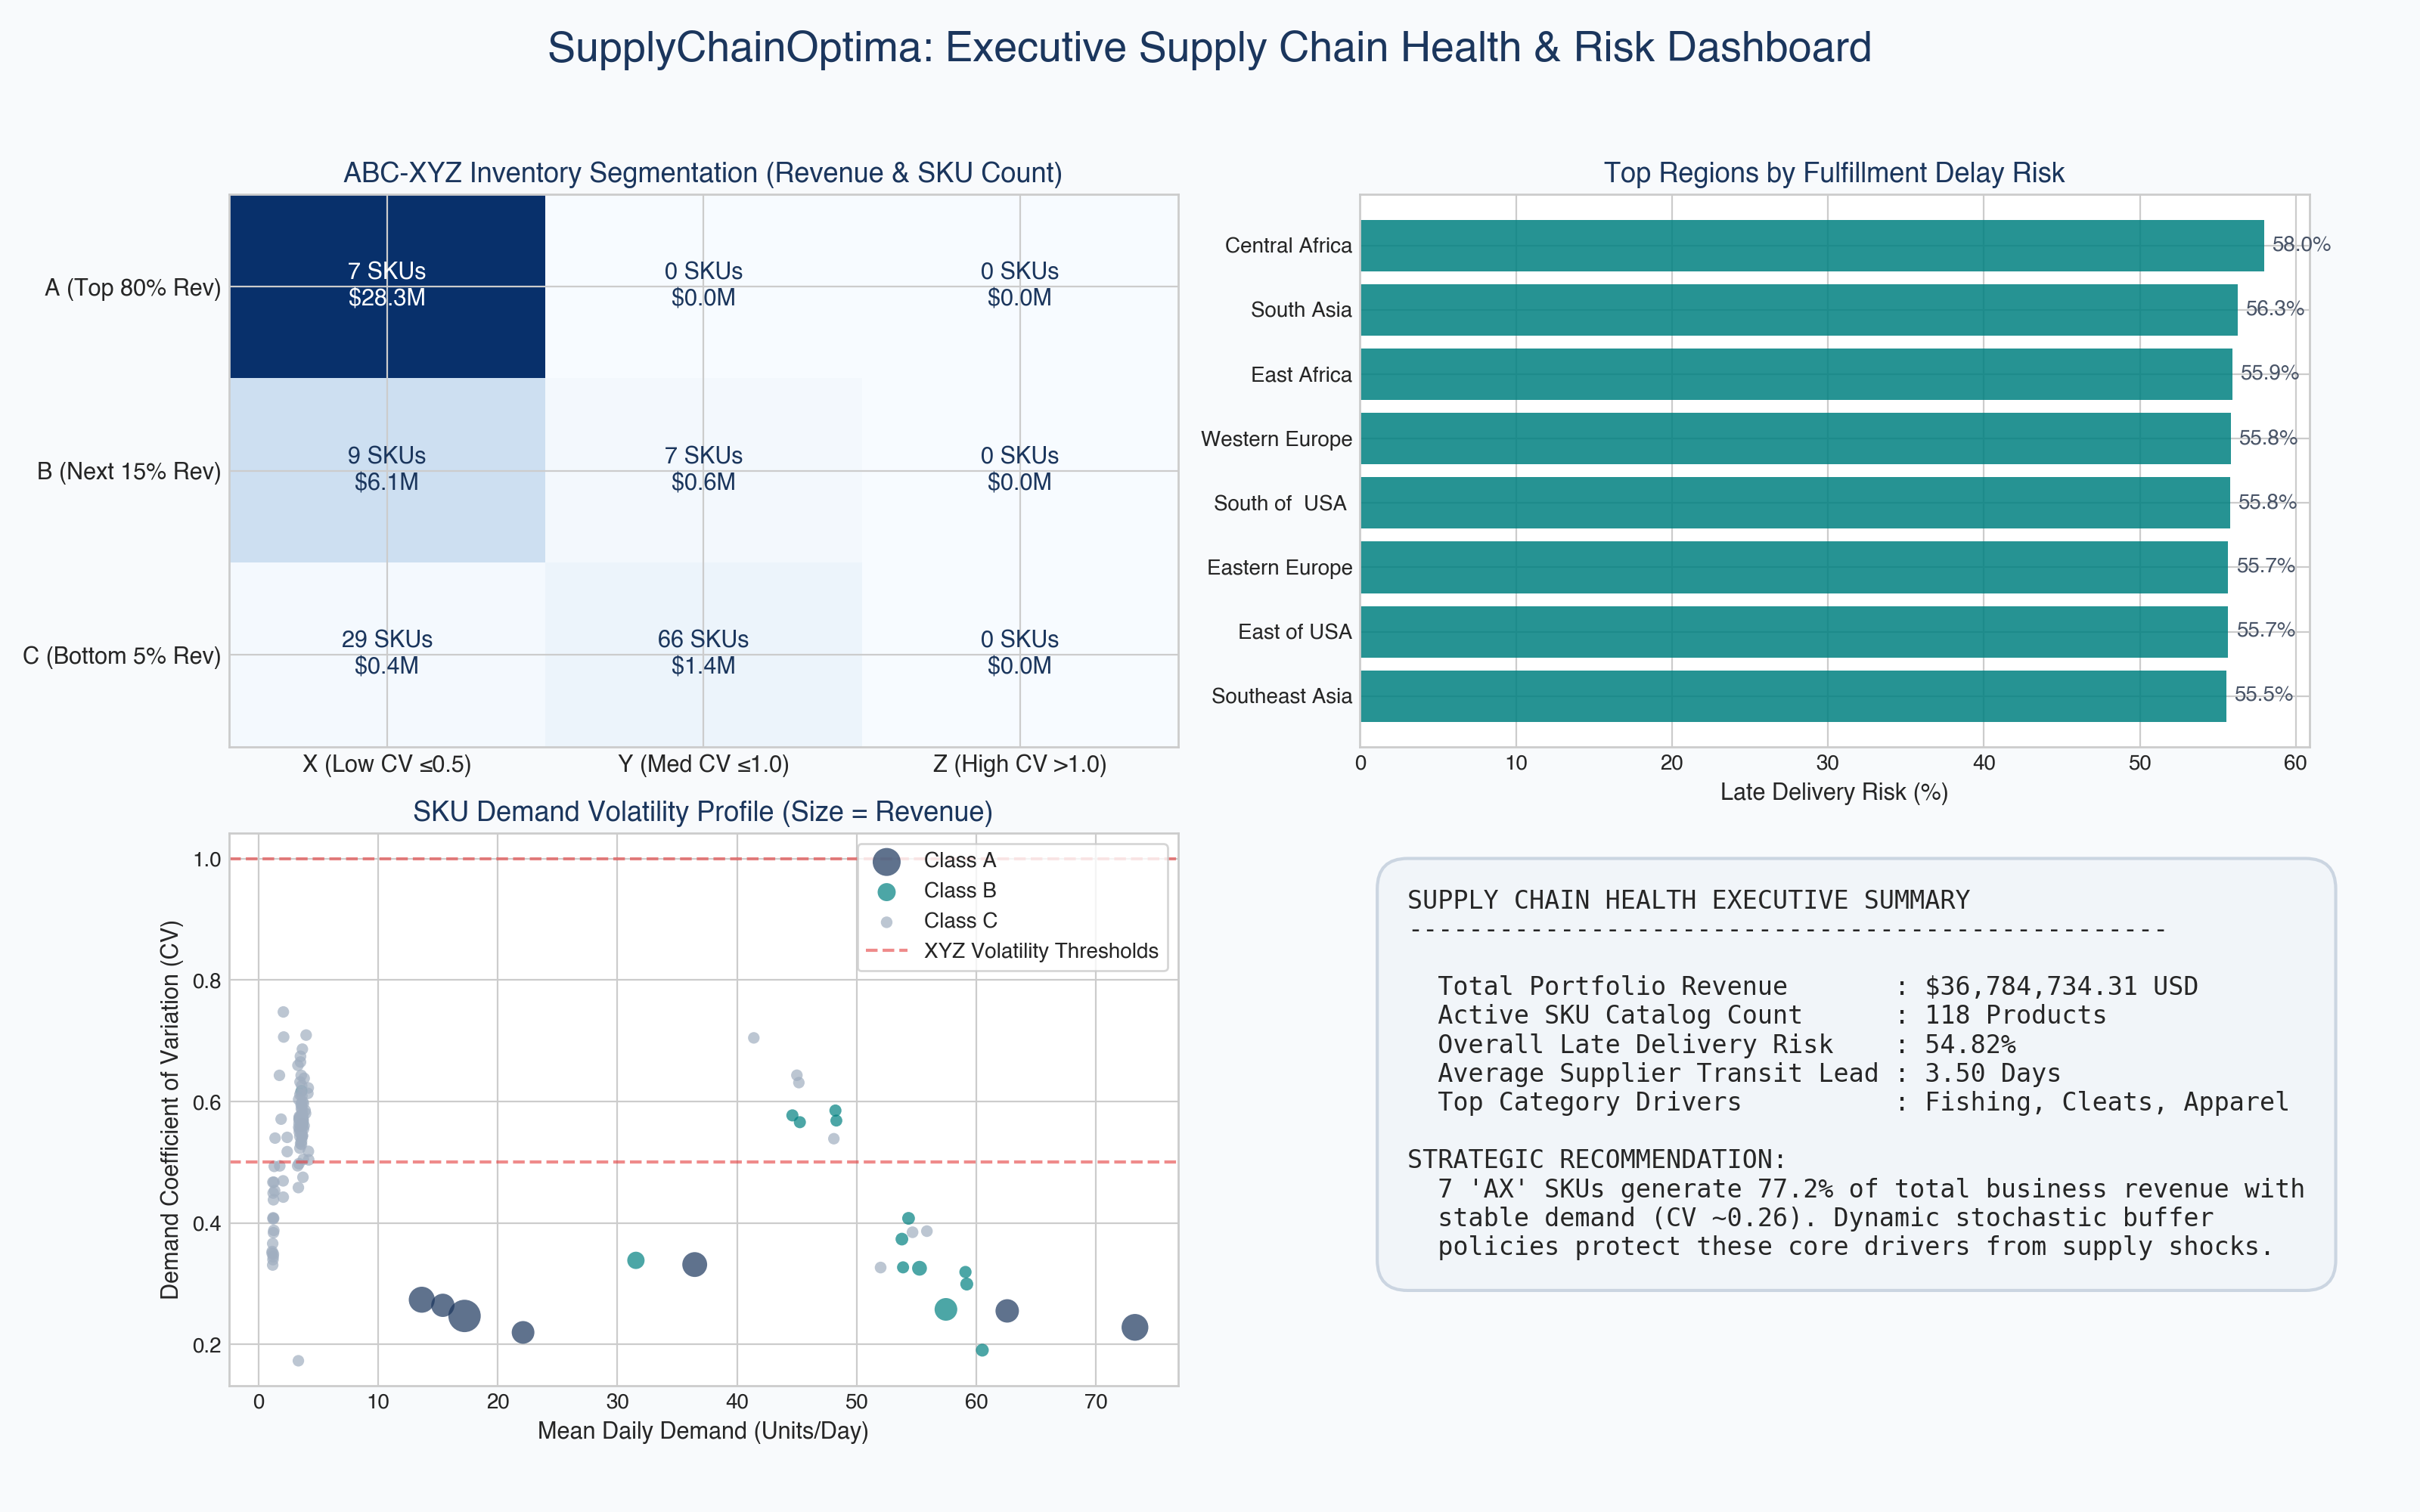 SupplyChainOptima: Executive Supply Chain Health & Risk Dashboard
ABC-XYZ Inventory Segmentation (Revenue & SKU Count)
A (Top 80% Rev)
7 SKUs
$28.3M
0 SKUs
$0.0M
0 SKUs
$0.0M
B (Next 15% Rev)
9 SKUs
$6.1M
7 SKUs
$0.6M
0 SKUs
$0.0M
C (Bottom 5% Rev)
29 SKUs
$0.4M
66 SKUs
$1.4M
0 SKUs
$0.0M
X (Low CV ≤0.5)
Y (Med CV ≤1.0)
Z (High CV >1.0)
Top Regions by Fulfillment Delay Risk
Central Africa
58.0%
South Asia
56.3%
East Africa
55.9%
Western Europe
55.8%
South of  USA
55.8%
Eastern Europe
55.7%
East of USA
55.7%
Southeast Asia
55.5%
0
10
20
30
40
50
60
Late Delivery Risk (%)
SKU Demand Volatility Profile (Size = Revenue)
Demand Coefficient of Variation (CV)
1.0
0.8
0.6
0.4
0.2
Class A
Class B
Class C
XYZ Volatility Thresholds
0
10
20
30
40
50
60
70
Mean Daily Demand (Units/Day)
SUPPLY CHAIN HEALTH EXECUTIVE SUMMARY
--------------------------------------------------
Total Portfolio Revenue : $36,784,734.31 USD
Active SKU Catalog Count : 118 Products
Overall Late Delivery Risk : 54.82%
Average Supplier Transit Lead : 3.50 Days
Top Category Drivers : Fishing, Cleats, Apparel
STRATEGIC RECOMMENDATION:
7 'AX' SKUs generate 77.2% of total business revenue with
stable demand (CV ~0.26). Dynamic stochastic buffer
policies protect these core drivers from supply shocks.